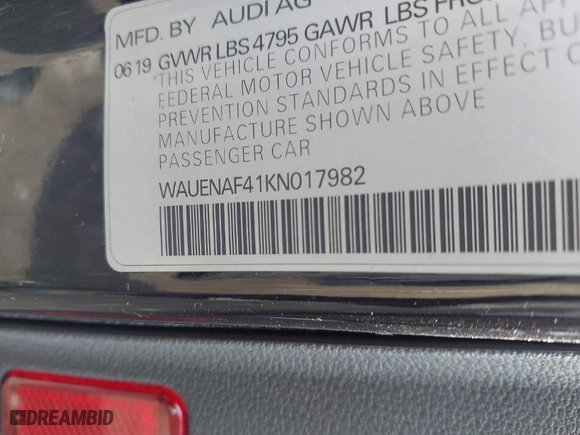 MFD. BY AUDI AG
06 19 GVWR LBS 4795 GAWR LBS
THIS VEHICLE CONFORMS TO ALL
FEDERAL MOTOR VEHICLE SAFETY,
PREVENTION STANDARDS IN EFFECT
MANUFACTURE SHOWN ABOVE
PASSENGER CAR
WAUENAF41KN017982
DREAMBID